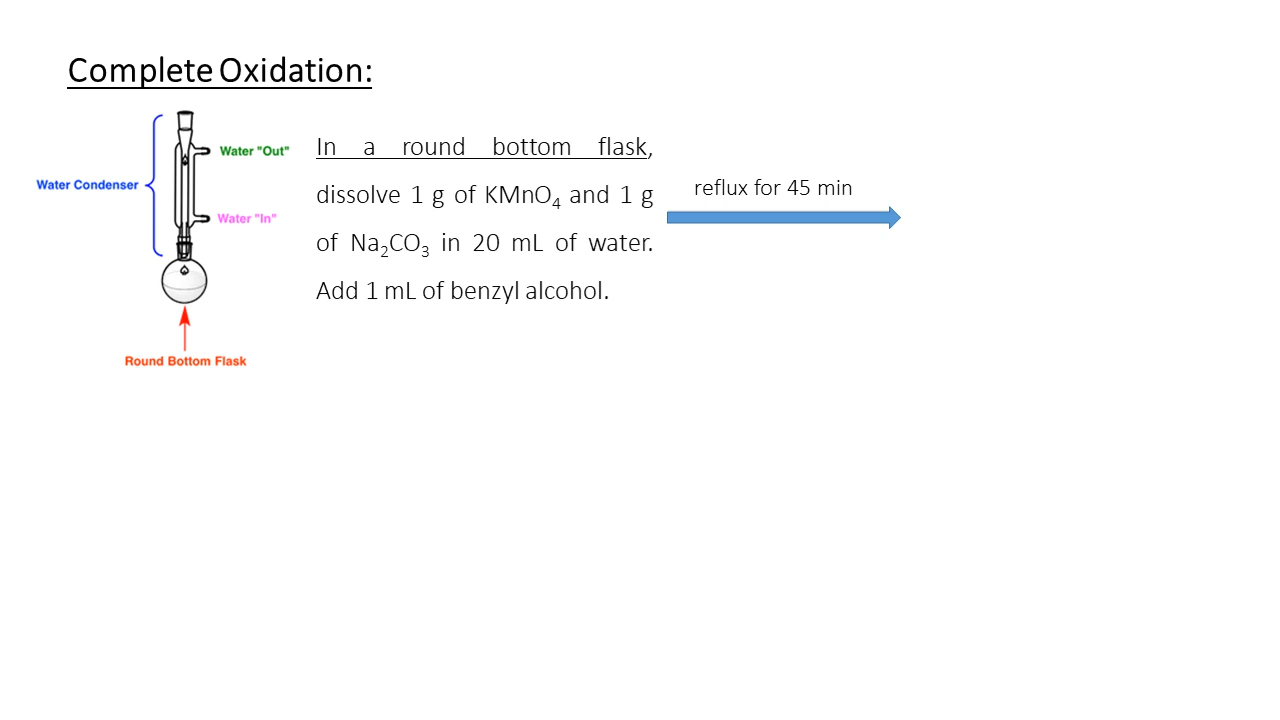 Complete Oxidation:
Water "Out"
Water Condenser
Water "In"
Round Bottom Flask
In a round bottom flask,
dissolve 1 g of KMnO₄ and 1 g
of Na₂CO₃ in 20 mL of water.
Add 1 mL of benzyl alcohol.
reflux for 45 min